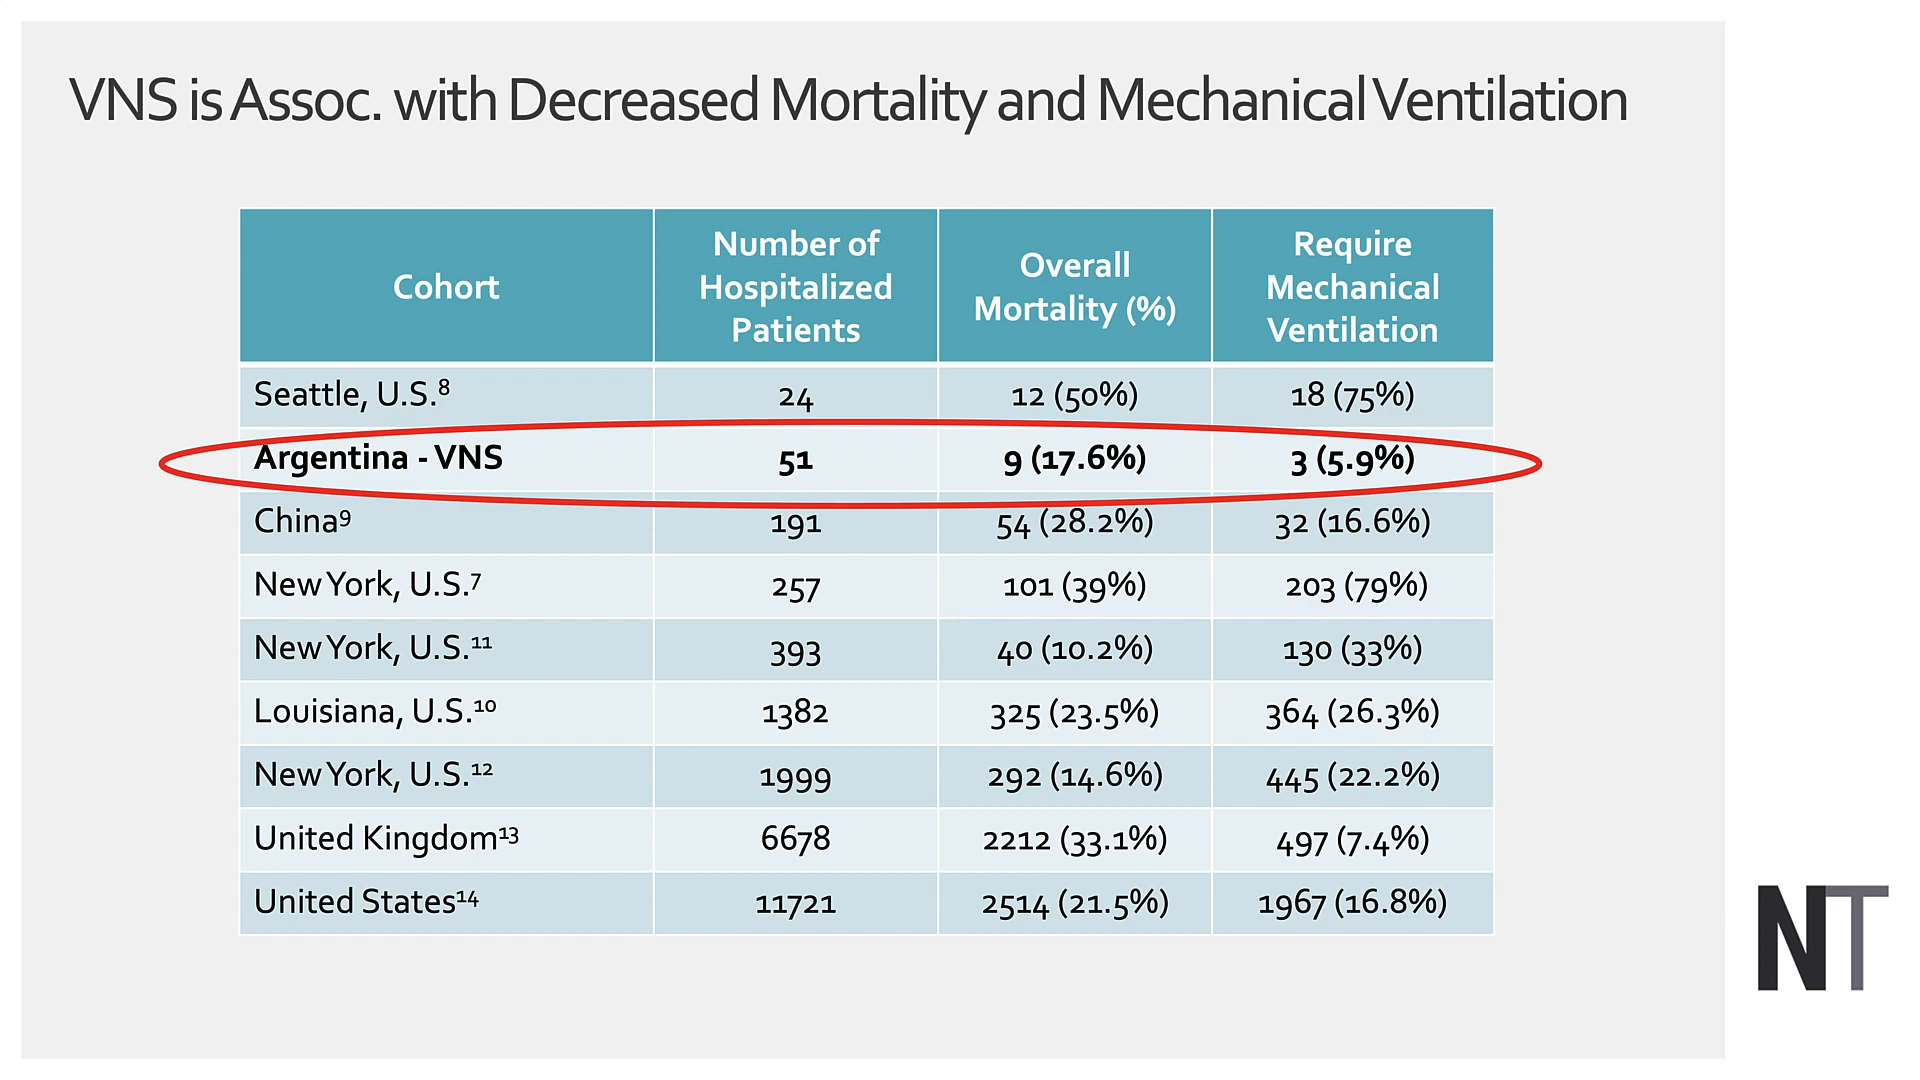 VNS is Assoc. with Decreased Mortality and Mechanical Ventilation
Cohort
Number of
Hospitalized
Patients
Overall
Mortality (%)
Require
Mechanical
Ventilation
Seattle, U.S.⁸ 24 12 (50%) 18 (75%)
Argentina - VNS 51 9 (17.6%) 3 (5.9%)
China⁹ 191 54 (28.2%) 32 (16.6%)
New York, U.S.⁷ 257 101 (39%) 203 (79%)
New York, U.S.¹¹ 393 40 (10.2%) 130 (33%)
Louisiana, U.S.¹⁰ 1382 325 (23.5%) 364 (26.3%)
New York, U.S.¹² 1999 292 (14.6%) 445 (22.2%)
United Kingdom¹³ 6678 2212 (33.1%) 497 (7.4%)
United States¹⁴ 11721 2514 (21.5%) 1967 (16.8%)
NT